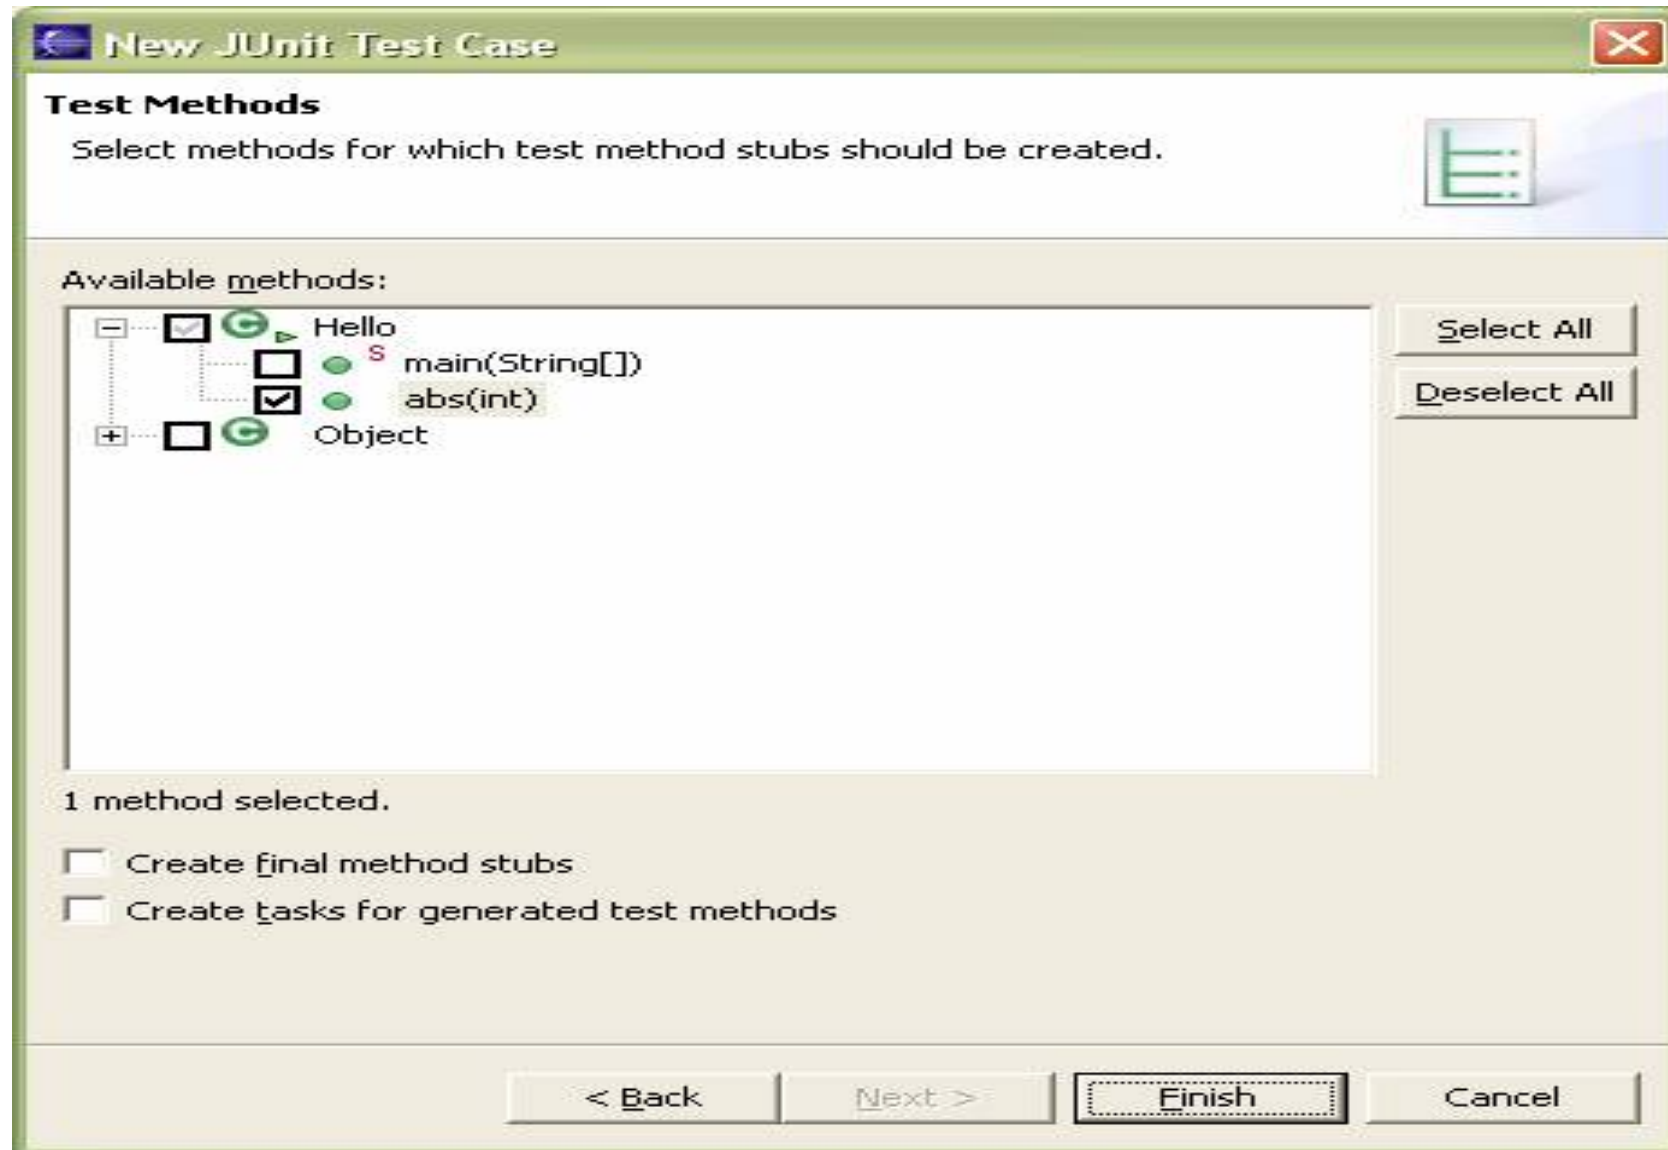 New JUnit Test Case
Test Methods
Select methods for which test method stubs should be created.
Available methods:
Hello
S main(String[])
abs(int)
Object
Select All
Deselect All
1 method selected.
Create final method stubs
Create tasks for generated test methods
< Back Next > Finish Cancel